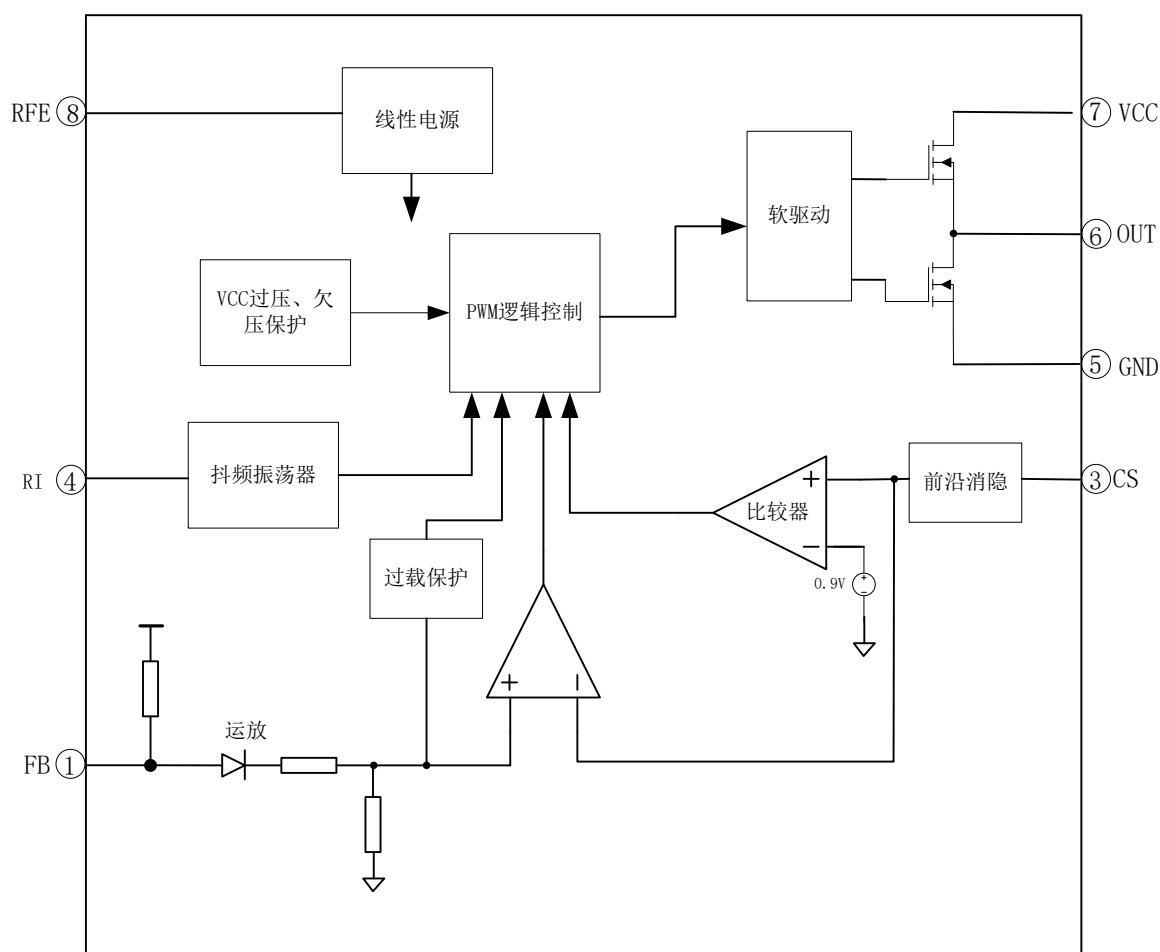 RFE ⑧
线性电源
⑦ VCC
软驱动
⑥ OUT
VCC过压、欠
压保护
PWM逻辑控制
⑤ GND
RI ④
抖频振荡器
+
比较器
-
前沿消隐
③ CS
过载保护
0.9V
+
-
+
-
运放
FB ①